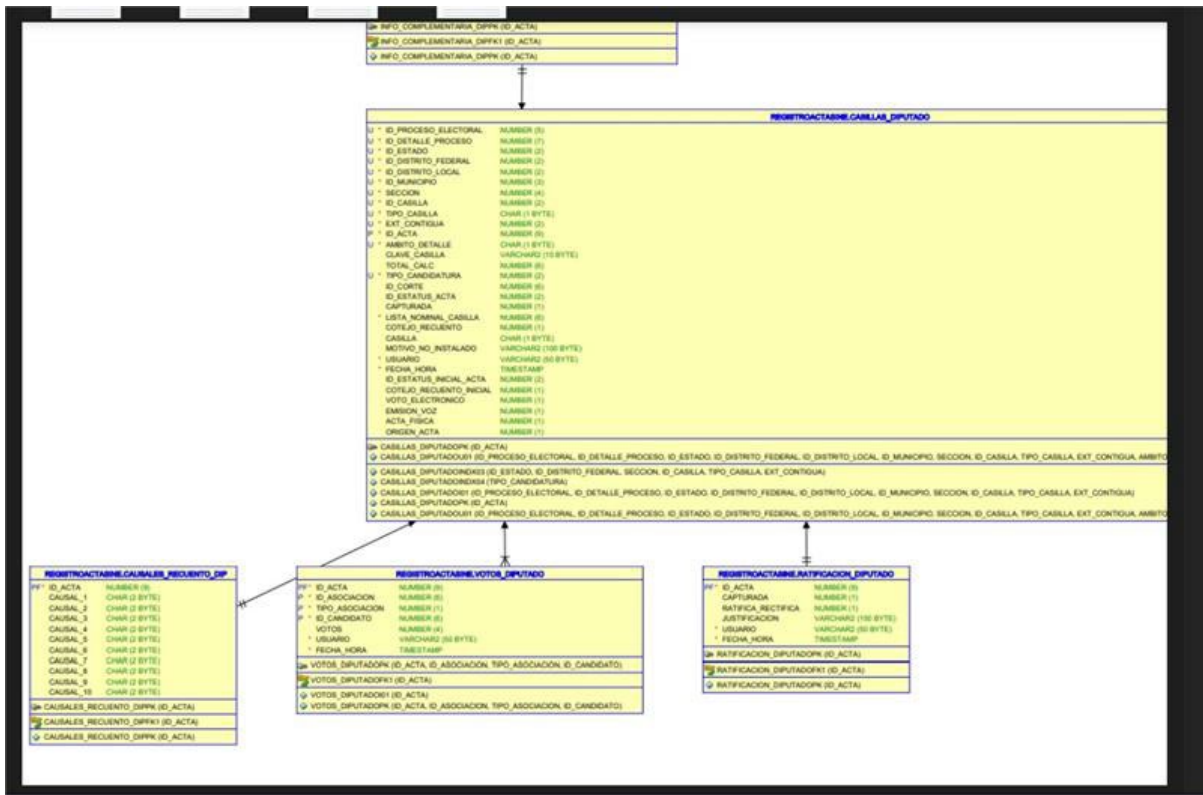 INFO_COMPLEMENTARIA_DIPPK (ID_ACTA)
INFO_COMPLEMENTARIA_DIPFK1 (ID_ACTA)
INFO_COMPLEMENTARIA_DIPPK (ID_ACTA)
REGISTROACTASINE.CASILLAS_DIPUTADO
U * ID_PROCESO_ELECTORAL NUMBER (5)
U * ID_DETALLE_PROCESO NUMBER (7)
U * ID_ESTADO NUMBER (2)
U * ID_DISTRITO_FEDERAL NUMBER (2)
U * ID_DISTRITO_LOCAL NUMBER (2)
U * ID_MUNICIPIO NUMBER (3)
U * SECCION NUMBER (4)
U * ID_CASILLA NUMBER (2)
U * TIPO_CASILLA CHAR (1 BYTE)
U * EXT_CONTIGUA NUMBER (2)
P * ID_ACTA NUMBER (9)
U * AMBITO_DETALLE CHAR (1 BYTE)
CLAVE_CASILLA VARCHAR2 (15 BYTE)
TOTAL_CALC NUMBER (6)
U * TIPO_CANDIDATURA NUMBER (2)
ID_CORTE NUMBER (6)
ID_ESTATUS_ACTA NUMBER (2)
CAPTURADA NUMBER (1)
* LISTA_NOMINAL_CASILLA NUMBER (6)
COTEJO_RECUENTO NUMBER (1)
CASILLA CHAR (1 BYTE)
MOTIVO_NO_INSTALADO VARCHAR2 (100 BYTE)
* USUARIO VARCHAR2 (50 BYTE)
* FECHA_HORA TIMESTAMP
ID_ESTATUS_INICIAL_ACTA NUMBER (2)
COTEJO_RECUENTO_INICIAL NUMBER (1)
VOTO_ELECTRONICO NUMBER (1)
EMISION_VOZ NUMBER (1)
ACTA_FISICA NUMBER (1)
ORIGEN_ACTA NUMBER (1)
CASILLAS_DIPUTADOPK (ID_ACTA)
CASILLAS_DIPUTADOU01 (ID_PROCESO_ELECTORAL, ID_DETALLE_PROCESO, ID_ESTADO, ID_DISTRITO_FEDERAL, ID_DISTRITO_LOCAL, ID_MUNICIPIO, SECCION, ID_CASILLA, TIPO_CASILLA, EXT_CONTIGUA, AMBITO
CASILLAS_DIPUTADOINDX03 (ID_ESTADO, ID_DISTRITO_FEDERAL, SECCION, ID_CASILLA, TIPO_CASILLA, EXT_CONTIGUA)
CASILLAS_DIPUTADOINDX04 (TIPO_CANDIDATURA)
CASILLAS_DIPUTADOI01 (ID_PROCESO_ELECTORAL, ID_DETALLE_PROCESO, ID_ESTADO, ID_DISTRITO_FEDERAL, ID_DISTRITO_LOCAL, ID_MUNICIPIO, SECCION, ID_CASILLA, TIPO_CASILLA, EXT_CONTIGUA)
CASILLAS_DIPUTADOPK (ID_ACTA)
CASILLAS_DIPUTADOU01 (ID_PROCESO_ELECTORAL, ID_DETALLE_PROCESO, ID_ESTADO, ID_DISTRITO_FEDERAL, ID_DISTRITO_LOCAL, ID_MUNICIPIO, SECCION, ID_CASILLA, TIPO_CASILLA, EXT_CONTIGUA, AMBITO
REGISTROACTASINE.CAUSALES_RECUENTO_DIP
PF* ID_ACTA NUMBER (9)
CAUSAL_1 CHAR (2 BYTE)
CAUSAL_2 CHAR (2 BYTE)
CAUSAL_3 CHAR (2 BYTE)
CAUSAL_4 CHAR (2 BYTE)
CAUSAL_5 CHAR (2 BYTE)
CAUSAL_6 CHAR (2 BYTE)
CAUSAL_7 CHAR (2 BYTE)
CAUSAL_8 CHAR (2 BYTE)
CAUSAL_9 CHAR (2 BYTE)
CAUSAL_10 CHAR (2 BYTE)
CAUSALES_RECUENTO_DIPPK (ID_ACTA)
CAUSALES_RECUENTO_DIPFK1 (ID_ACTA)
CAUSALES_RECUENTO_DIPPK (ID_ACTA)
REGISTROACTASINE.VOTOS_DIPUTADO
PF* ID_ACTA NUMBER (9)
P * ID_ASOCIACION NUMBER (6)
P * TIPO_ASOCIACION NUMBER (1)
P * ID_CANDIDATO NUMBER (6)
VOTOS NUMBER (4)
* USUARIO VARCHAR2 (50 BYTE)
* FECHA_HORA TIMESTAMP
VOTOS_DIPUTADOPK (ID_ACTA, ID_ASOCIACION, TIPO_ASOCIACION, ID_CANDIDATO)
VOTOS_DIPUTADOFK1 (ID_ACTA)
VOTOS_DIPUTADOI01 (ID_ACTA)
VOTOS_DIPUTADOPK (ID_ACTA, ID_ASOCIACION, TIPO_ASOCIACION, ID_CANDIDATO)
REGISTROACTASINE.RATIFICACION_DIPUTADO
PF* ID_ACTA NUMBER (9)
CAPTURADA NUMBER (1)
RATIFICA_RECTIFICA NUMBER (1)
JUSTIFICACION VARCHAR2 (100 BYTE)
* USUARIO VARCHAR2 (50 BYTE)
* FECHA_HORA TIMESTAMP
RATIFICACION_DIPUTADOPK (ID_ACTA)
RATIFICACION_DIPUTADOFK1 (ID_ACTA)
RATIFICACION_DIPUTADOPK (ID_ACTA)